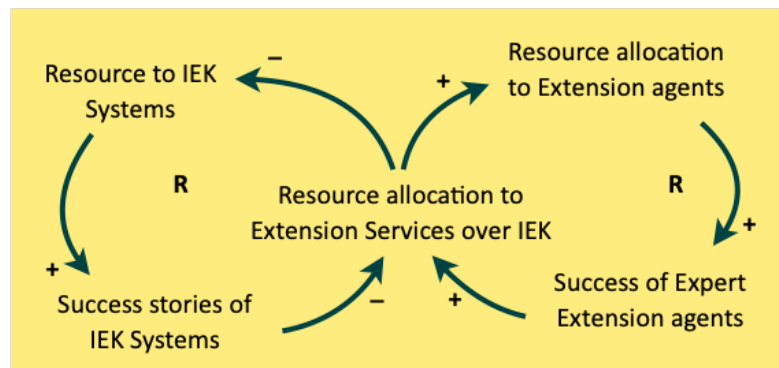 –
Resource to IEK
Systems
+
Resource allocation
to Extension agents
R
Resource allocation to
Extension Services over IEK
R
+
+
Success stories of
IEK Systems
–
+
Success of Expert
Extension agents